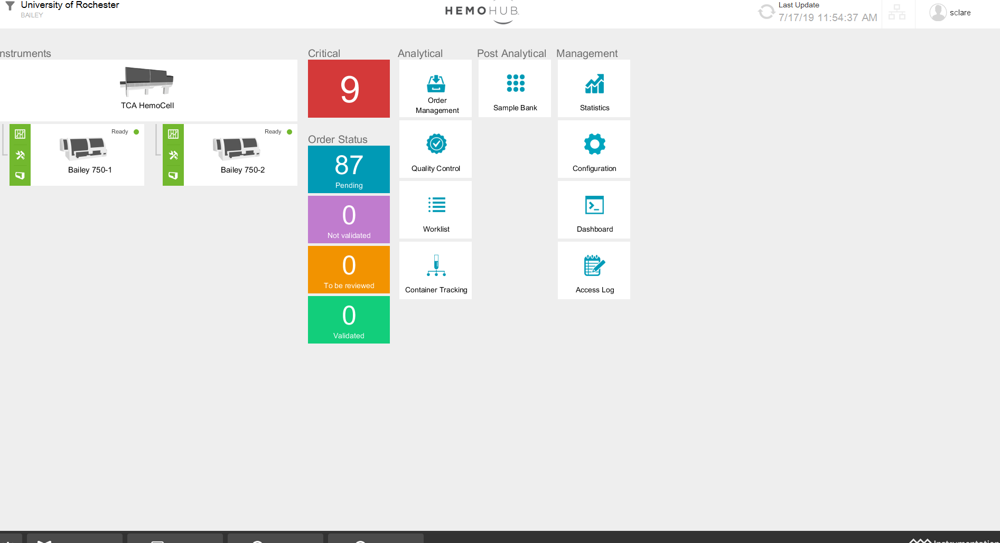 University of Rochester
BAILEY
HEMOHUB
Last Update
7/17/19 11:54:37 AM
sclare
nstruments
TCA HemoCell
Ready
Bailey 750-1
Ready
Bailey 750-2
Critical
9
Order Status
87
Pending
0
Not validated
0
To be reviewed
0
Validated
Analytical
Order
Management
Quality Control
Worklist
Container Tracking
Post Analytical
Sample Bank
Management
Statistics
Configuration
Dashboard
Access Log